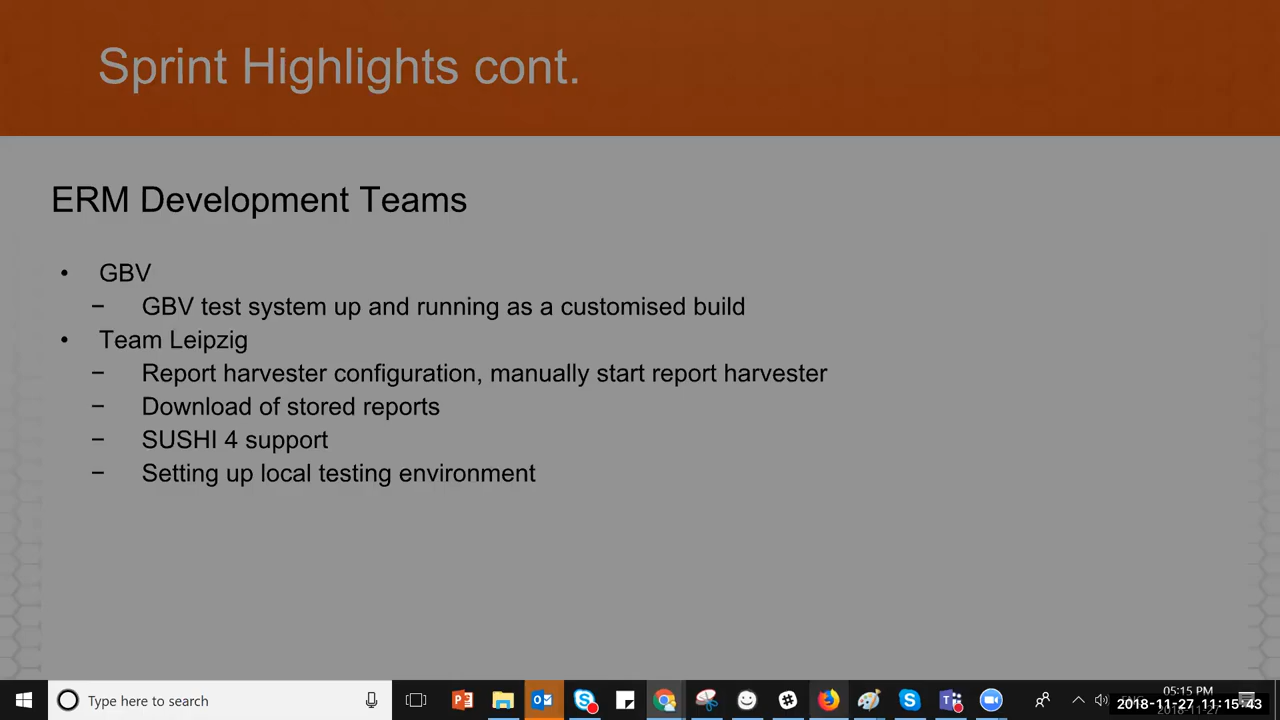 Sprint Highlights cont.
ERM Development Teams
• GBV
− GBV test system up and running as a customised build
• Team Leipzig
− Report harvester configuration, manually start report harvester
− Download of stored reports
− SUSHI 4 support
− Setting up local testing environment
Type here to search
05:15 PM
2018-11-27 11:15:43